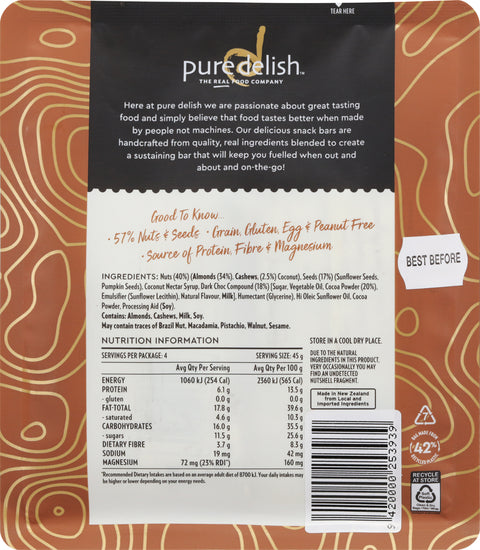 TEAR HERE
pure delish™
THE REAL FOOD COMPANY
Here at pure delish we are passionate about great tasting
food and simply believe that food tastes better when made
by people not machines. Our delicious snack bars are
handcrafted from quality, real ingredients blended to create
a sustaining bar that will keep you fuelled when out and
about and on-the-go!
Good To Know...
· 57% Nuts & Seeds · Grain, Gluten, Egg & Peanut Free
· Source of Protein, Fibre & Magnesium
BEST BEFORE
INGREDIENTS: Nuts (40%) (Almonds (34%), Cashews, (2.5%) Coconut), Seeds (17%) (Sunflower Seeds,
Pumpkin Seeds), Coconut Nectar Syrup, Dark Choc Compound (18%) [Sugar, Vegetable Oil, Cocoa Powder (20%),
Emulsifier (Sunflower Lecithin), Natural Flavour, Milk], Humectant (Glycerine), Hi Oleic Sunflower Oil, Cocoa
Powder, Processing Aid (Soy).
Contains: Almonds, Cashews, Milk, Soy.
May contain traces of Brazil Nut, Macadamia, Pistachio, Walnut, Sesame.
NUTRITION INFORMATION
SERVINGS PER PACKAGE: 4 SERVING SIZE: 45 g
Avg Qty Per Serving Avg Qty Per 100 g
ENERGY 1060 kJ (254 Cal) 2360 kJ (565 Cal)
PROTEIN 6.1 g 13.5 g
- gluten 0.0 g 0.0 g
FAT-TOTAL 17.8 g 39.6 g
- saturated 4.6 g 10.3 g
CARBOHYDRATES 16.0 g 35.5 g
- sugars 11.5 g 25.6 g
DIETARY FIBRE 3.7 g 8.3 g
SODIUM 19 mg 42 mg
MAGNESIUM 72 mg (23% RDI*) 160 mg
*Recommended Dietary Intakes are based on an average adult diet of 8700 kJ. Your daily intakes may
be higher or lower depending on your energy needs.
STORE IN A COOL DRY PLACE.
DUE TO THE NATURAL
INGREDIENTS IN THIS PRODUCT,
VERY OCCASIONALLY YOU MAY
FIND AN UNDETECTED
NUTSHELL FRAGMENT.
Made in New Zealand
from Local and
Imported Ingredients
9 420000 253939
BAG MADE FROM
42%
RECYCLED PLASTIC
RECYCLE
AT STORE
Soft
Plastic